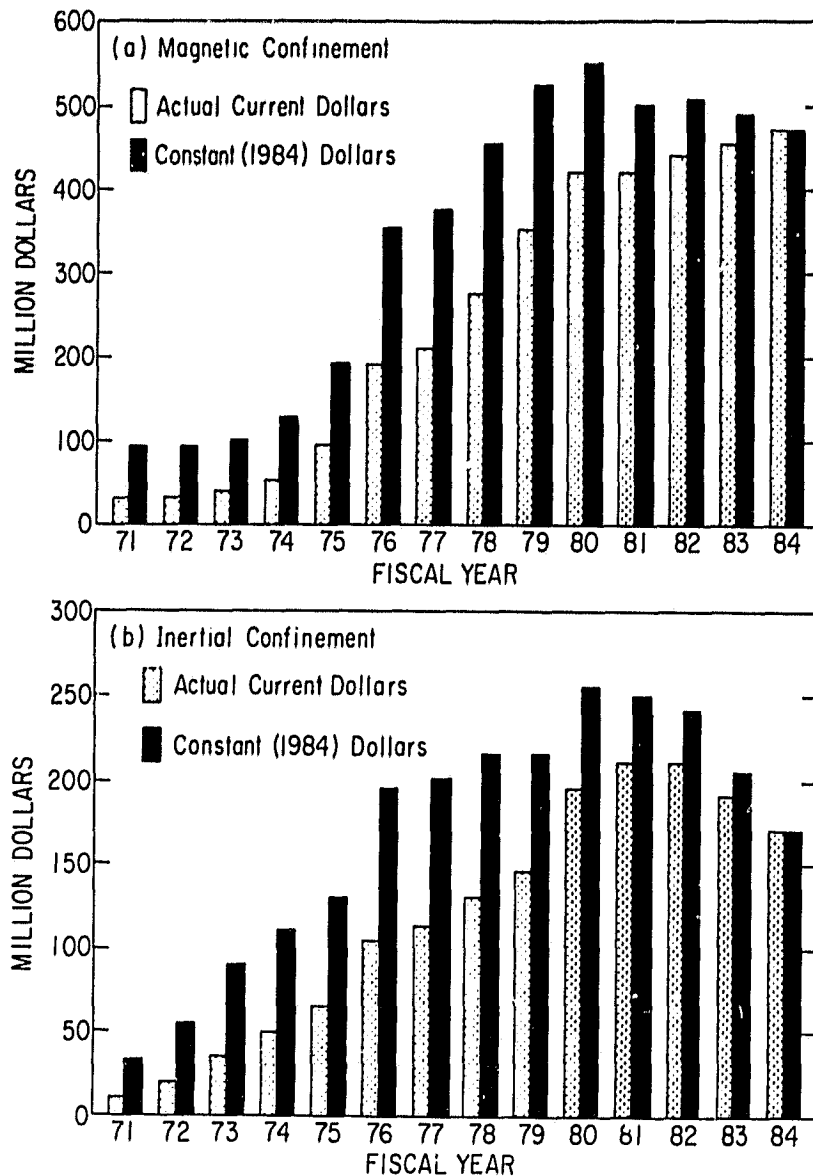 600
(a) Magnetic Confinement
500
Actual Current Dollars
Constant (1984) Dollars
400
300
200
100
0
MILLION DOLLARS
71 72 73 74 75 76 77 78 79 80 81 82 83 84
FISCAL YEAR
300
(b) Inertial Confinement
250
Actual Current Dollars
Constant (1984) Dollars
200
150
100
50
0
MILLION DOLLARS
71 72 73 74 75 76 77 78 79 80 81 82 83 84
FISCAL YEAR